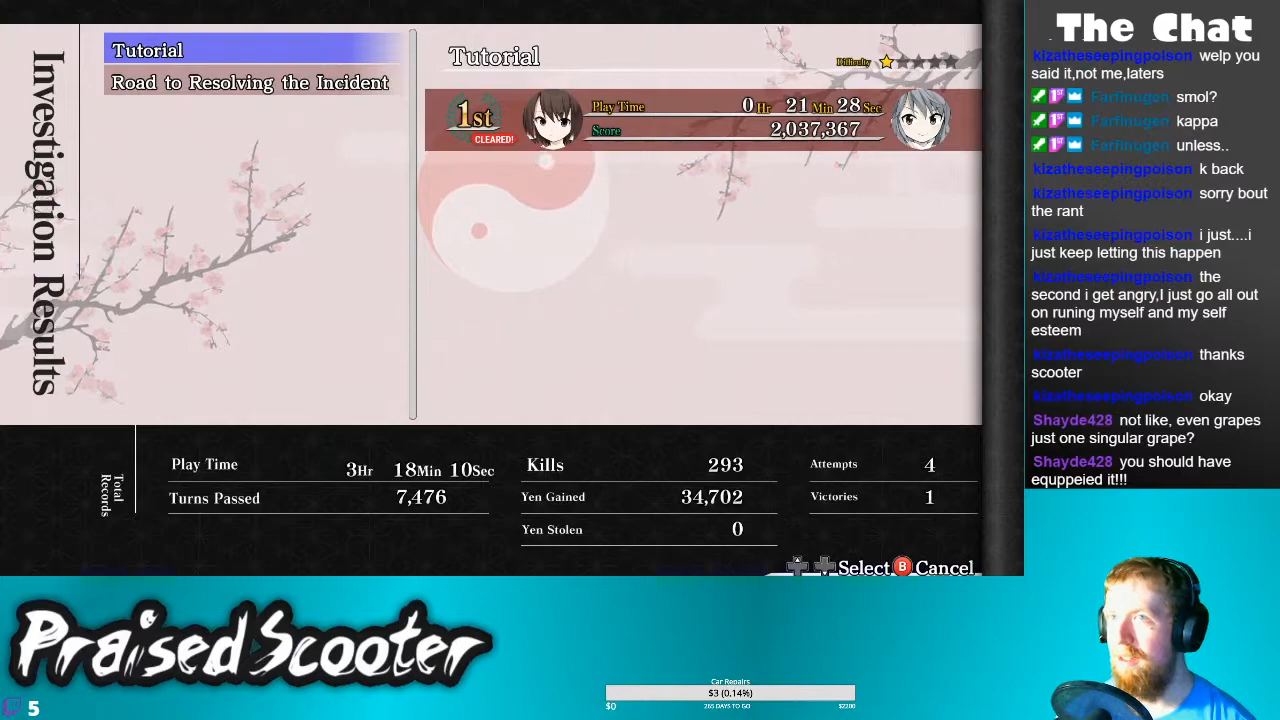 Investigation Results
Tutorial
Road to Resolving the Incident
Tutorial
Difficulty
1st
CLEARED!
Play Time 0 Hr 21 Min 28 Sec
Score 2,037,367
Total Records
Play Time 3Hr 18Min 10Sec
Turns Passed 7,476
Kills 293
Yen Gained 34,702
Yen Stolen 0
Attempts 4
Victories 1
Select B Cancel
The Chat
kizatheseepingpoison welp you
said it,not me,laters
Farfinugen smol?
Farfinugen kappa
Farfinugen unless..
kizatheseepingpoison k back
kizatheseepingpoison sorry bout
the rant
kizatheseepingpoison i just....i
just keep letting this happen
kizatheseepingpoison the
second i get angry,I just go all out
on runing myself and my self
esteem
kizatheseepingpoison thanks
scooter
kizatheseepingpoison okay
Shayde428 not like, even grapes
just one singular grape?
Shayde428 you should have
equppeied it!!!
PraisedScooter
5
Car Repairs
$3 (0.14%)
$0 265 DAYS TO GO $2200